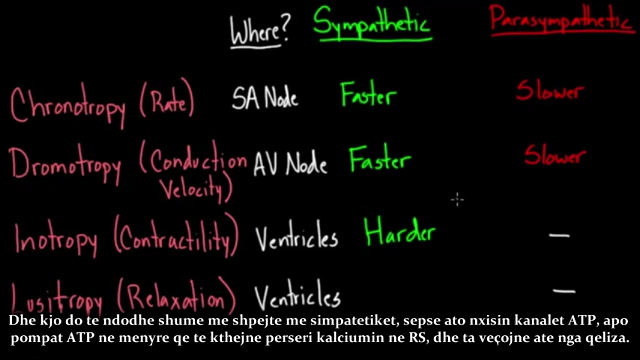 Where? Sympathetic Parasympathetic
Chronotropy (Rate) SA Node Faster Slower
Dromotropy (Conduction Velocity) AV Node Faster Slower
Inotropy (Contractility) Ventricles Harder —
Lusitropy (Relaxation) Ventricles —
Dhe kjo do te ndodhe shume me shpejte me simpatetiket, sepse ato nxisin kanalet ATP, apo
pompat ATP ne menyre qe te kthejne perseri kalciumin ne RS, dhe ta veçojne ate nga qeliza.